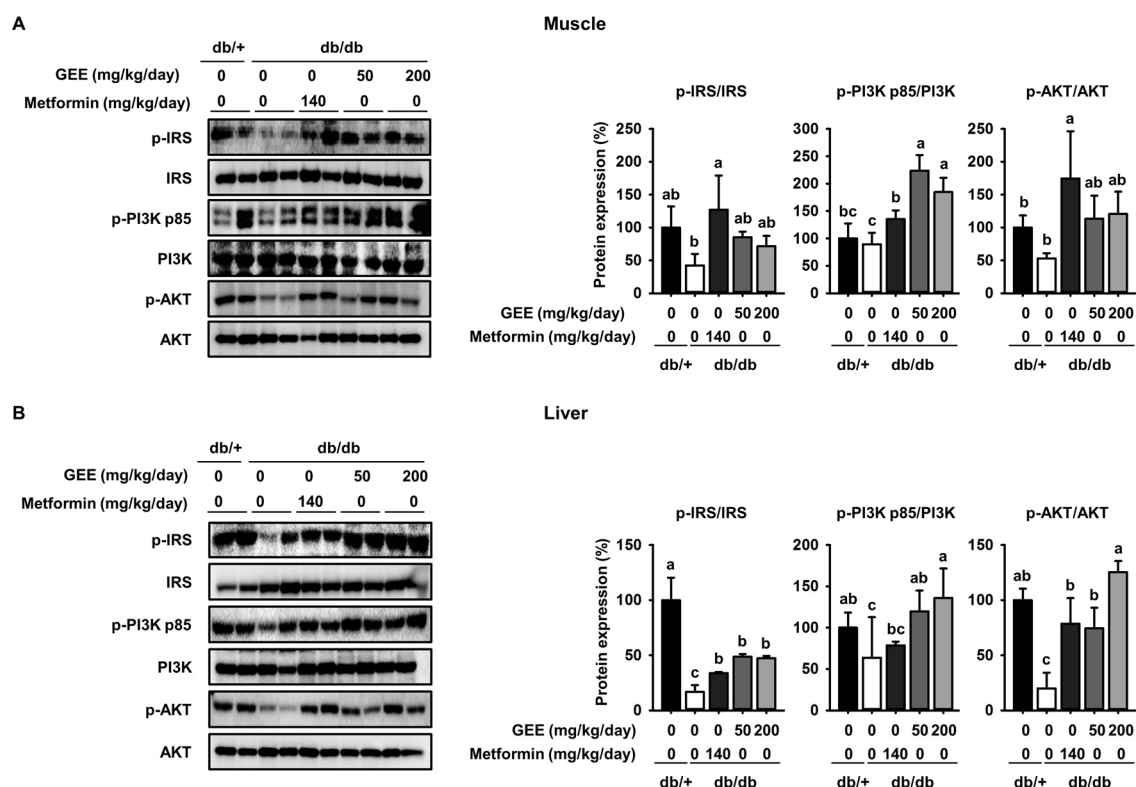 A
Muscle
db/+ db/db
GEE (mg/kg/day) 0 0 0 50 200
Metformin (mg/kg/day) 0 0 140 0 0
p-IRS
IRS
p-PI3K p85
PI3K
p-AKT
AKT
p-IRS/IRS p-PI3K p85/PI3K p-AKT/AKT
Protein expression (%)
250
200
150
100
50
0
ab b a ab ab
300
250
200
150
100
50
0
bc c b a a
250
200
150
100
50
0
ab b a ab ab
GEE (mg/kg/day) 0 0 0 50 200 0 0 0 50 200 0 0 0 50 200
Metformin (mg/kg/day) 0 0 140 0 0 0 0 140 0 0 0 0 140 0 0
db/+ db/db db/+ db/db db/+ db/db
B
Liver
db/+ db/db
GEE (mg/kg/day) 0 0 0 50 200
Metformin (mg/kg/day) 0 0 140 0 0
p-IRS
IRS
p-PI3K p85
PI3K
p-AKT
AKT
p-IRS/IRS p-PI3K p85/PI3K p-AKT/AKT
Protein expression (%)
150
100
50
0
a c b b b
200
150
100
50
0
ab c bc ab a
150
100
50
0
ab c b b a
GEE (mg/kg/day) 0 0 0 50 200 0 0 0 50 200 0 0 0 50 200
Metformin (mg/kg/day) 0 0 140 0 0 0 0 140 0 0 0 0 140 0 0
db/+ db/db db/+ db/db db/+ db/db